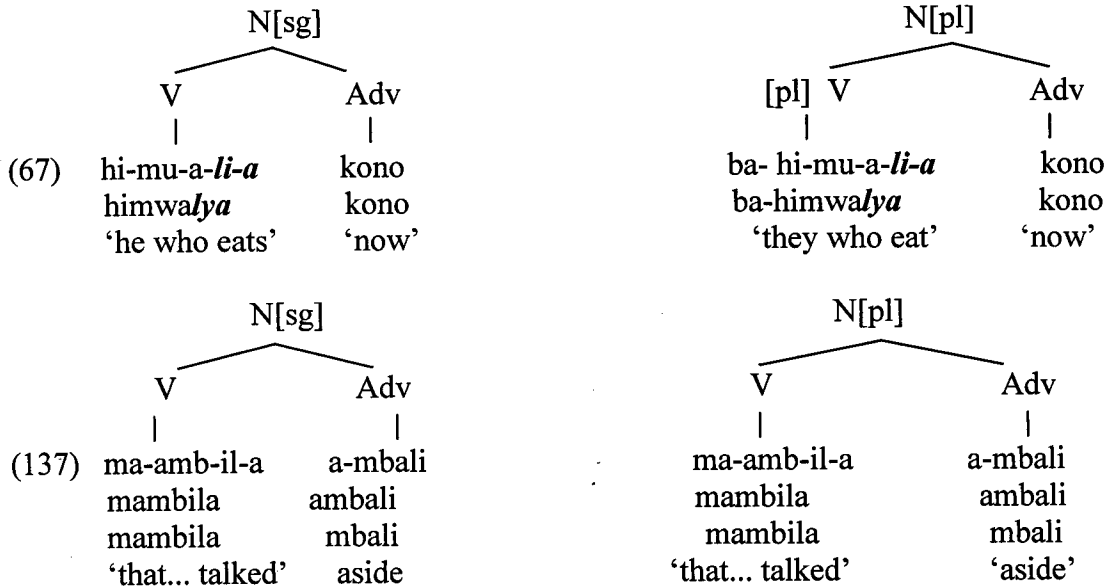 N[sg] N[pl]
V Adv [pl] V Adv
(67) hi-mu-a-li-a kono ba- hi-mu-a-li-a kono
himwalya kono ba-himwalya kono
‘he who eats’ ‘now’ ‘they who eat’ ‘now’
N[sg] N[pl]
V Adv V Adv
(137) ma-amb-il-a a-mbali ma-amb-il-a a-mbali
mambila ambali mambila ambali
mambila mbali mambila mbali
‘that... talked’ aside ‘that... talked’ ‘aside’